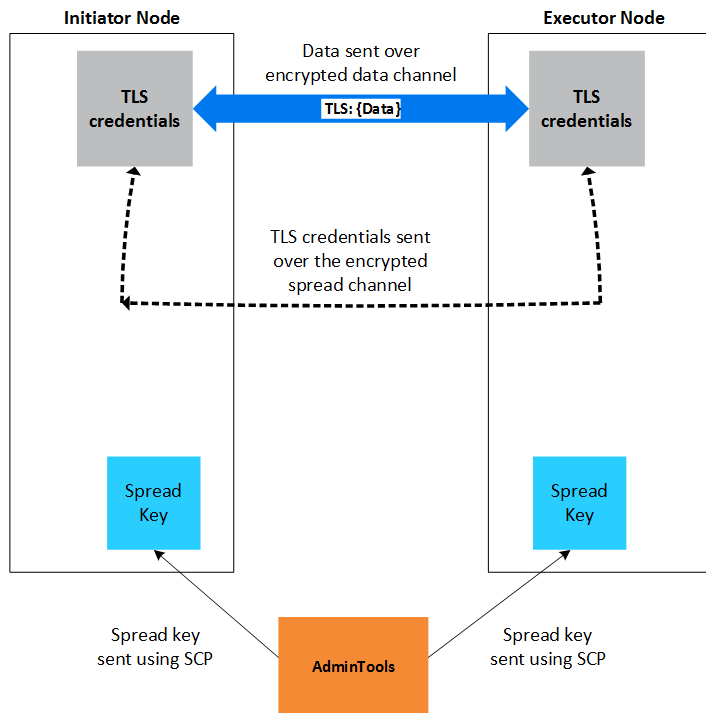 Initiator Node
Executor Node
Data sent over
encrypted data channel
TLS
credentials
TLS: {Data}
TLS
credentials
TLS credentials sent
over the encrypted
spread channel
Spread
Key
Spread
Key
Spread key
sent using SCP
AdminTools
Spread key
sent using SCP